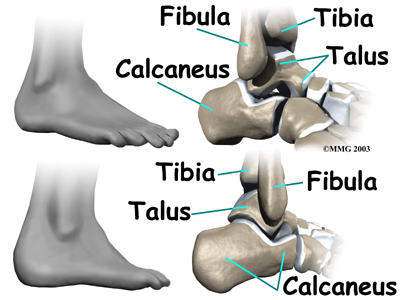 Fibula
Tibia
Talus
Calcaneus
©MMG 2003
Tibia
Fibula
Talus
Calcaneus